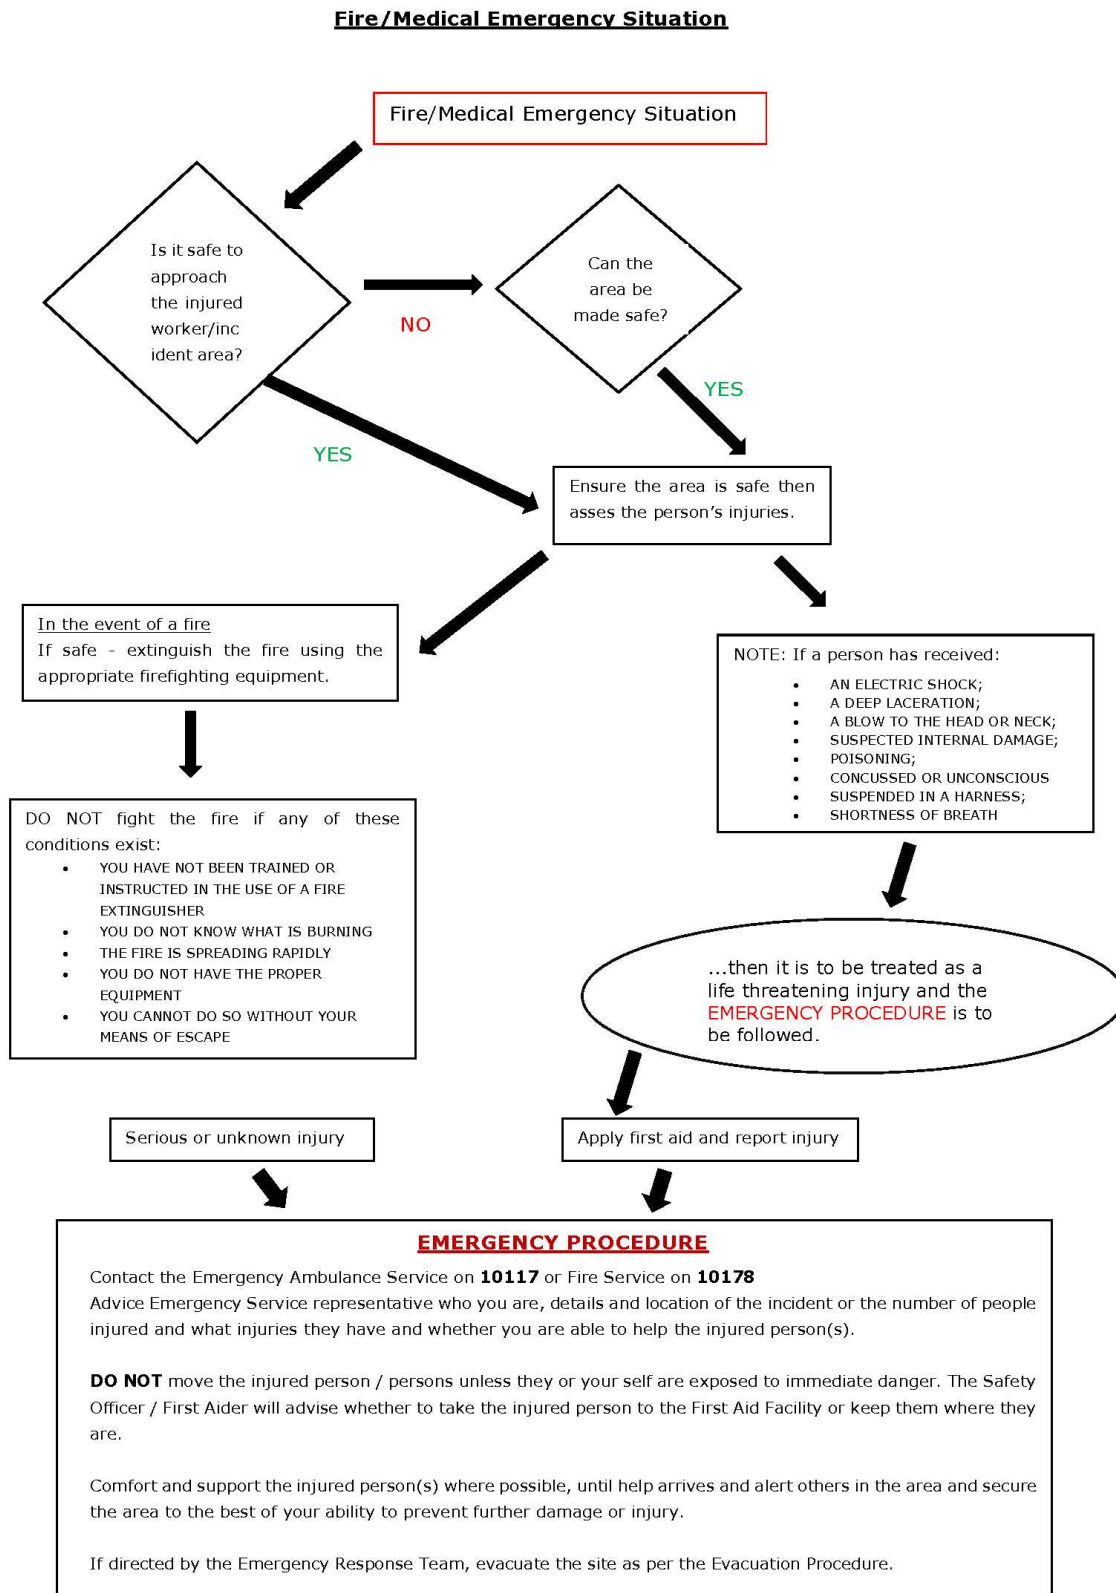 Fire/Medical Emergency Situation
Fire/Medical Emergency Situation
Is it safe to
approach
the injured
worker/inc
ident area?
NO
Can the
area be
made safe?
YES
YES
Ensure the area is safe then
asses the person's injuries.
In the event of a fire
If safe - extinguish the fire using the
appropriate firefighting equipment.
NOTE: If a person has received:
• AN ELECTRIC SHOCK;
• A DEEP LACERATION;
• A BLOW TO THE HEAD OR NECK;
• SUSPECTED INTERNAL DAMAGE;
• POISONING;
• CONCUSSED OR UNCONSCIOUS
• SUSPENDED IN A HARNESS;
• SHORTNESS OF BREATH
DO NOT fight the fire if any of these
conditions exist:
• YOU HAVE NOT BEEN TRAINED OR
INSTRUCTED IN THE USE OF A FIRE
EXTINGUISHER
• YOU DO NOT KNOW WHAT IS BURNING
• THE FIRE IS SPREADING RAPIDLY
• YOU DO NOT HAVE THE PROPER
EQUIPMENT
• YOU CANNOT DO SO WITHOUT YOUR
MEANS OF ESCAPE
...then it is to be treated as a
life threatening injury and the
EMERGENCY PROCEDURE is to
be followed.
Serious or unknown injury
Apply first aid and report injury
EMERGENCY PROCEDURE
Contact the Emergency Ambulance Service on 10117 or Fire Service on 10178
Advice Emergency Service representative who you are, details and location of the incident or the number of people
injured and what injuries they have and whether you are able to help the injured person(s).
DO NOT move the injured person / persons unless they or your self are exposed to immediate danger. The Safety
Officer / First Aider will advise whether to take the injured person to the First Aid Facility or keep them where they
are.
Comfort and support the injured person(s) where possible, until help arrives and alert others in the area and secure
the area to the best of your ability to prevent further damage or injury.
If directed by the Emergency Response Team, evacuate the site as per the Evacuation Procedure.